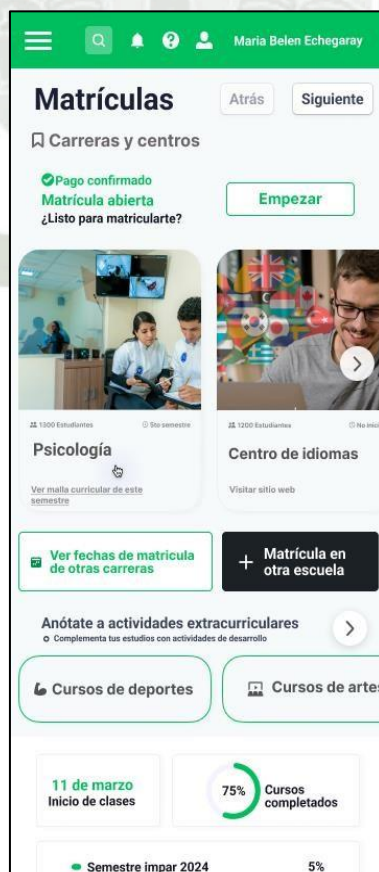 Maria Belen Echegaray
Matrículas
Atrás
Siguiente
Carreras y centros
Pago confirmado
Matrícula abierta
¿Listo para matricularte?
Empezar
1300 Estudiantes
5to semestre
1200 Estudiantes
No inici
Psicología
Centro de idiomas
Ver malla curricular de este
semestre
Visitar sitio web
Ver fechas de matricula
de otras carreras
+ Matrícula en
otra escuela
Anótate a actividades extracurriculares
Complementa tus estudios con actividades de desarrollo
Cursos de deportes
Cursos de artes
11 de marzo
Inicio de clases
75%
Cursos
completados
Semestre impar 2024
5%